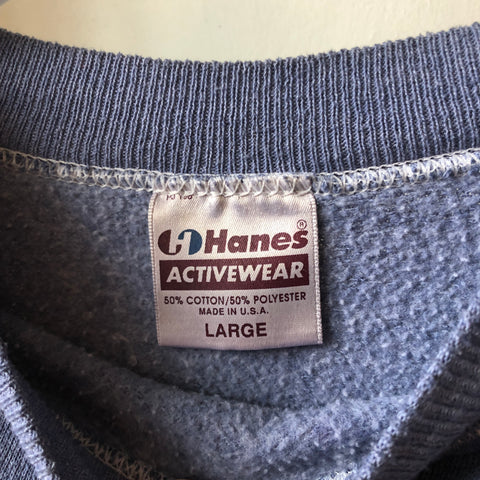 Hanes®
ACTIVEWEAR
50% COTTON/50% POLYESTER
MADE IN U.S.A.
LARGE